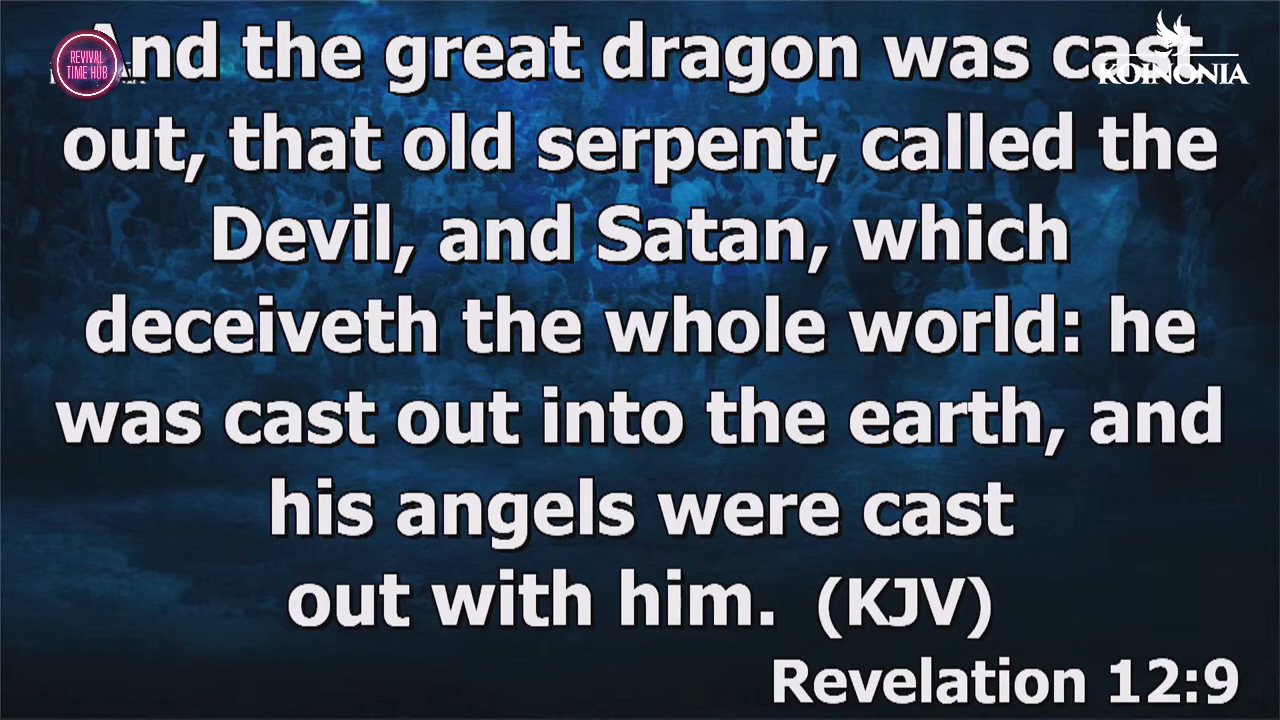 And the great dragon was cast
out, that old serpent, called the
Devil, and Satan, which
deceiveth the whole world: he
was cast out into the earth, and
his angels were cast
out with him. (KJV)
Revelation 12:9
REVIVAL
TIME HUB
KOINONIA